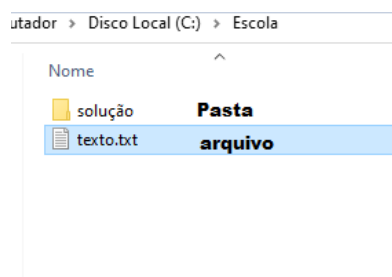 utador > Disco Local (C:) > Escola
Nome
solução Pasta
texto.txt arquivo